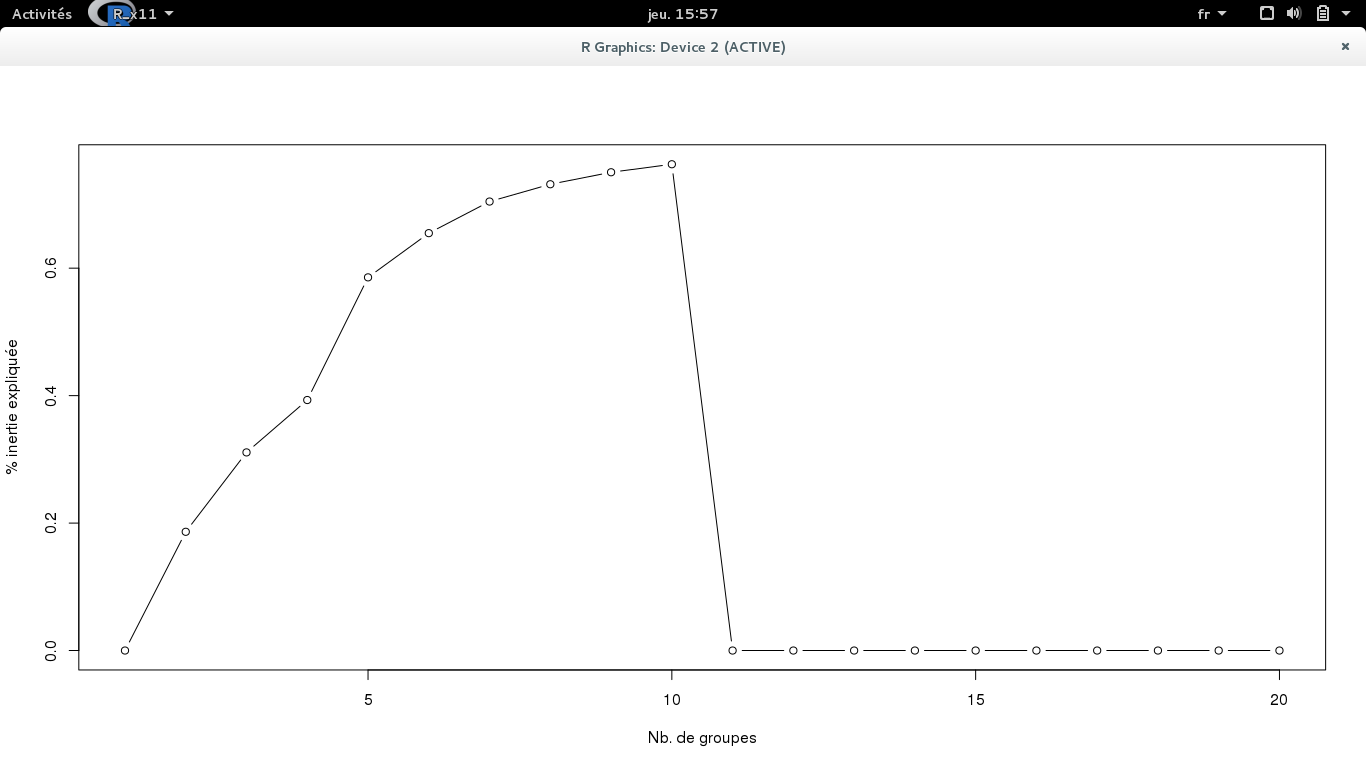 Activités
R_x11
jeu. 15:57
fr
R Graphics: Device 2 (ACTIVE)
% inertie expliquée
0.6
0.4
0.2
0.0
5
10
15
20
Nb. de groupes